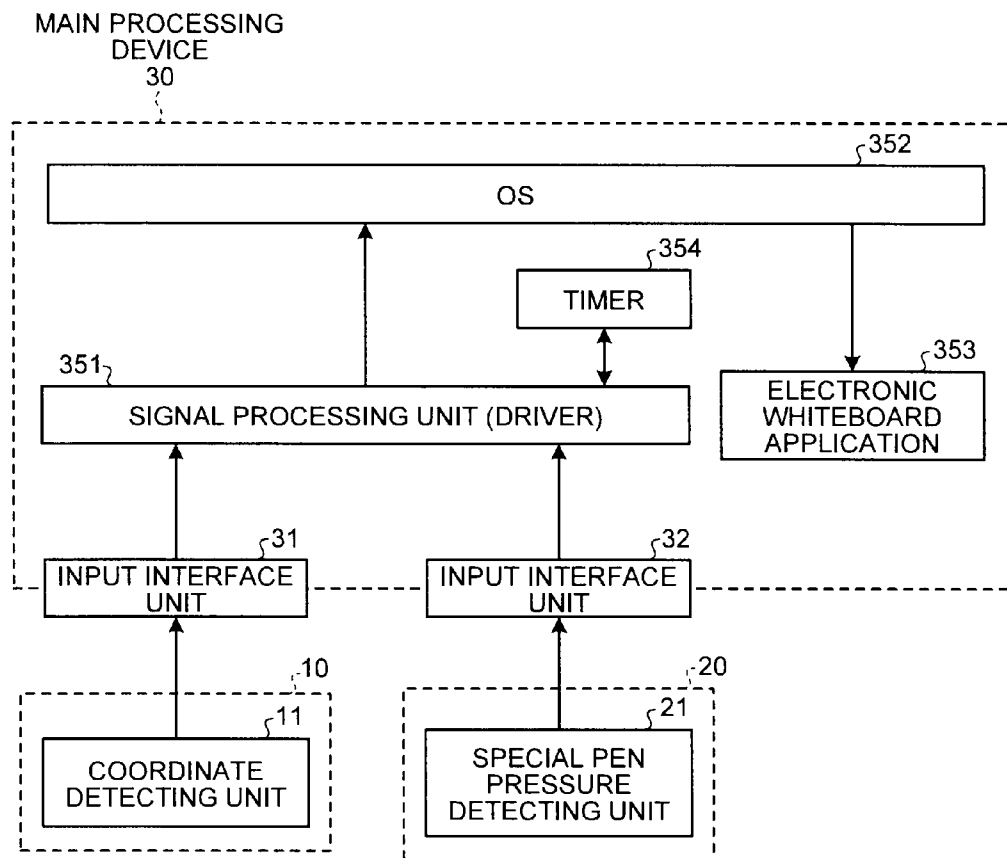 MAIN PROCESSING
DEVICE
30
352
OS
354
TIMER
351
353
SIGNAL PROCESSING UNIT (DRIVER)
ELECTRONIC
WHITEBOARD
APPLICATION
31
32
INPUT INTERFACE
UNIT
INPUT INTERFACE
UNIT
10
20
11
21
COORDINATE
DETECTING UNIT
SPECIAL PEN
PRESSURE
DETECTING UNIT